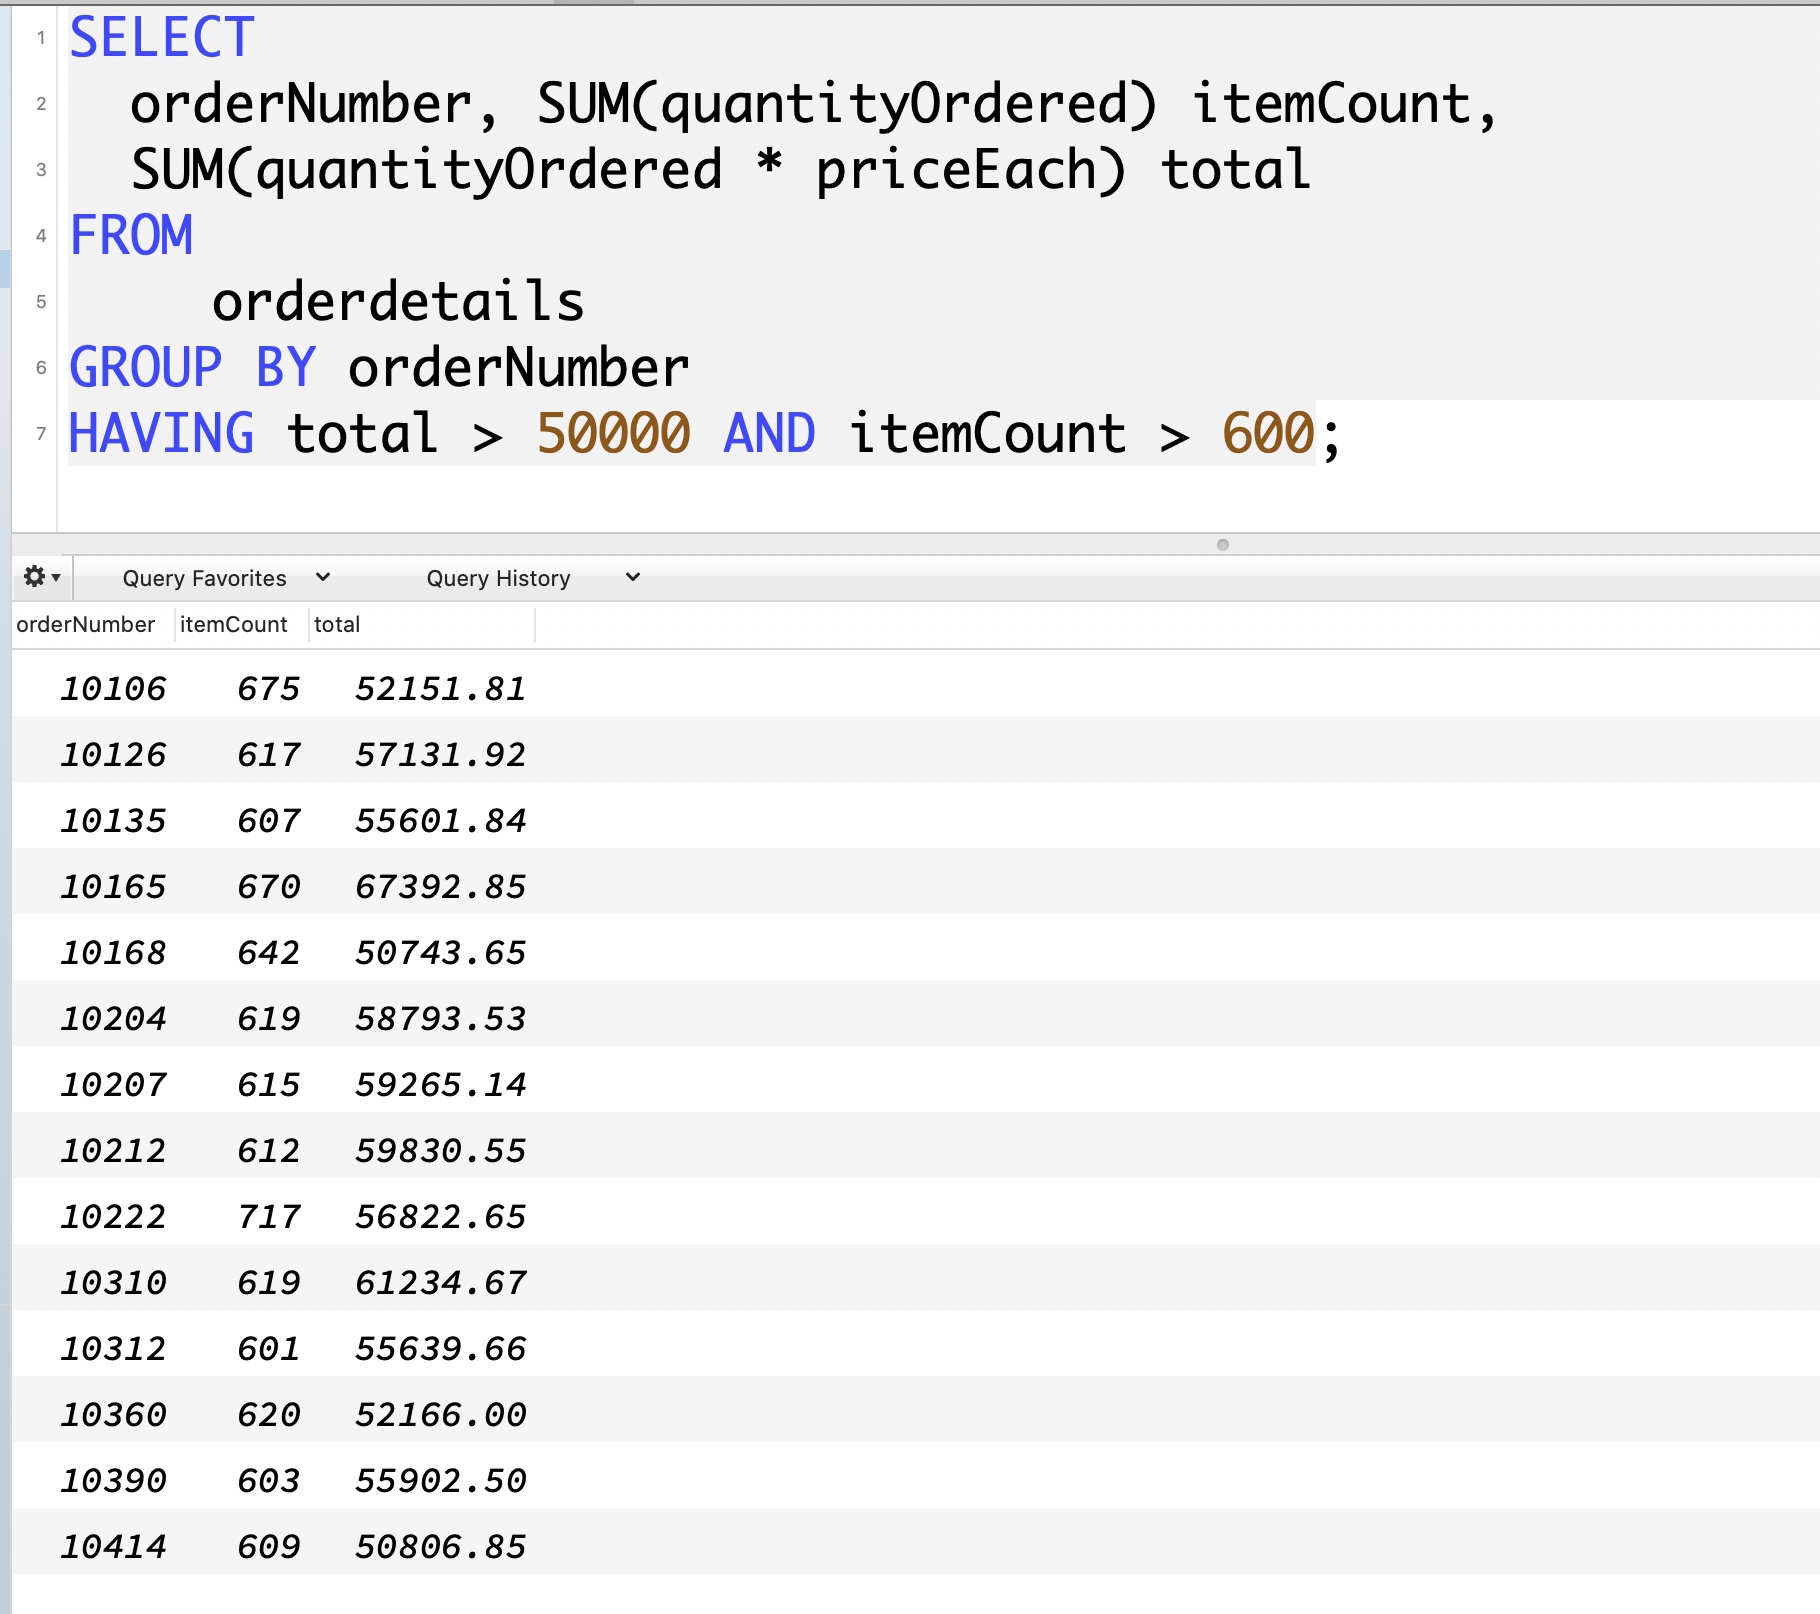 1 SELECT
2 orderNumber, SUM(quantityOrdered) itemCount,
3 SUM(quantityOrdered * priceEach) total
4 FROM
5 orderdetails
6 GROUP BY orderNumber
7 HAVING total > 50000 AND itemCount > 600;
Query Favorites Query History
orderNumber itemCount total
10106 675 52151.81
10126 617 57131.92
10135 607 55601.84
10165 670 67392.85
10168 642 50743.65
10204 619 58793.53
10207 615 59265.14
10212 612 59830.55
10222 717 56822.65
10310 619 61234.67
10312 601 55639.66
10360 620 52166.00
10390 603 55902.50
10414 609 50806.85